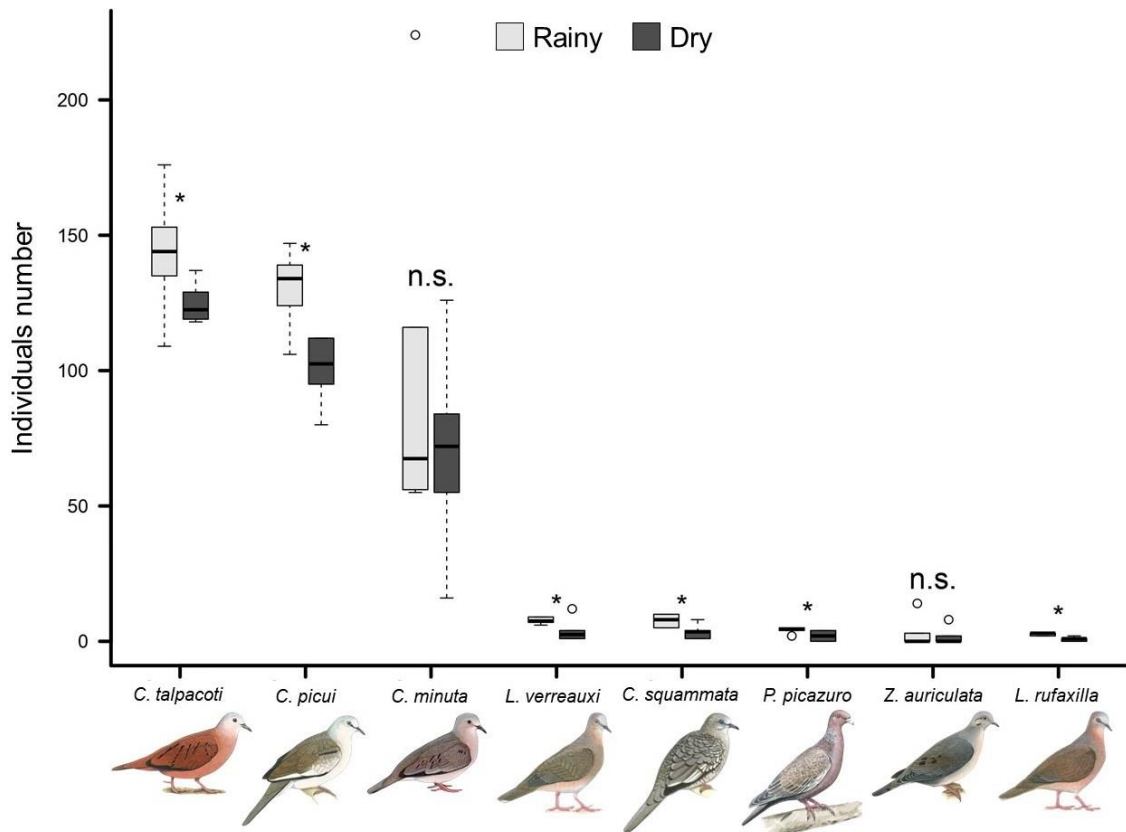 Rainy Dry
200
150
100
50
0
Individuals number
*
*
n.s.
*
*
*
n.s.
*
C. talpacoti C. picui C. minuta L. verreauxi C. squammata P. picazuro Z. auriculata L. rufaxilla